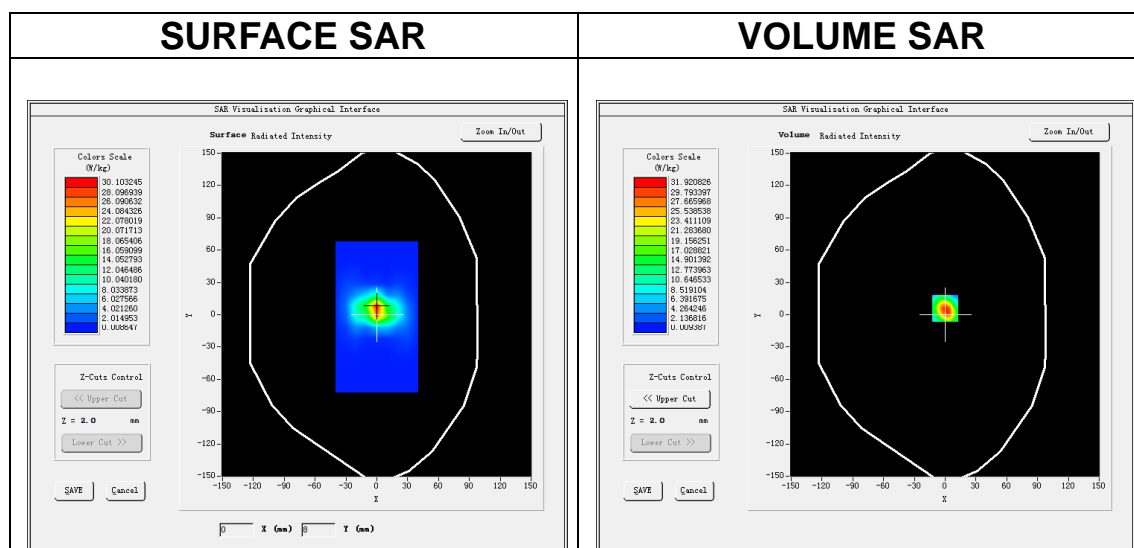 SURFACE SAR
VOLUME SAR
SAR Visualisation Graphical Interface
Surface Radiated Intensity
Zoom In/Out
Colors Scale
(W/kg)
30.103245
28.096939
26.090632
24.084326
22.078019
20.071713
18.065406
16.059099
14.052793
12.046486
10.040180
8.033873
6.027566
4.021260
2.014953
0.008647
Z-Cuts Control
<< Upper Cut
Z = 2.0 mm
Lower Cut >>
SAVE
Cancel
150
120
90
60
30
0
-30
-60
-90
-120
-150
Y
-150 -120 -90 -60 -30 0 30 60 90 120 150
X
0 X (mm) 8 Y (mm)
SAR Visualisation Graphical Interface
Volume Radiated Intensity
Zoom In/Out
Colors Scale
(W/kg)
31.920826
29.793397
27.665968
25.538538
23.411109
21.283680
19.156251
17.028821
14.901392
12.773963
10.646533
8.519104
6.391675
4.264246
2.136816
0.009387
Z-Cuts Control
<< Upper Cut
Z = 2.0 mm
Lower Cut >>
SAVE
Cancel
150
120
90
60
30
0
-30
-60
-90
-120
-150
Y
-150 -120 -90 -60 -30 0 30 60 90 120 150
X